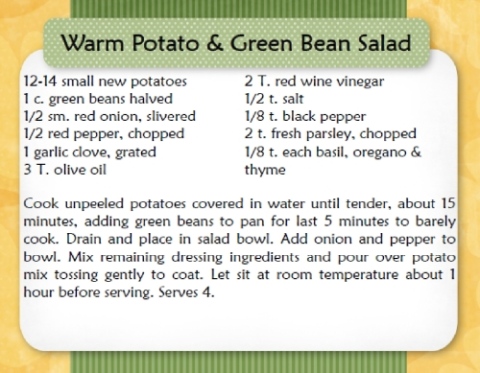 Warm Potato & Green Bean Salad
12-14 small new potatoes
1 c. green beans halved
1/2 sm. red onion, slivered
1/2 red pepper, chopped
1 garlic clove, grated
3 T. olive oil
2 T. red wine vinegar
1/2 t. salt
1/8 t. black pepper
2 t. fresh parsley, chopped
1/8 t. each basil, oregano &
thyme
Cook unpeeled potatoes covered in water until tender, about 15
minutes, adding green beans to pan for last 5 minutes to barely
cook. Drain and place in salad bowl. Add onion and pepper to
bowl. Mix remaining dressing ingredients and pour over potato
mix tossing gently to coat. Let sit at room temperature about 1
hour before serving. Serves 4.